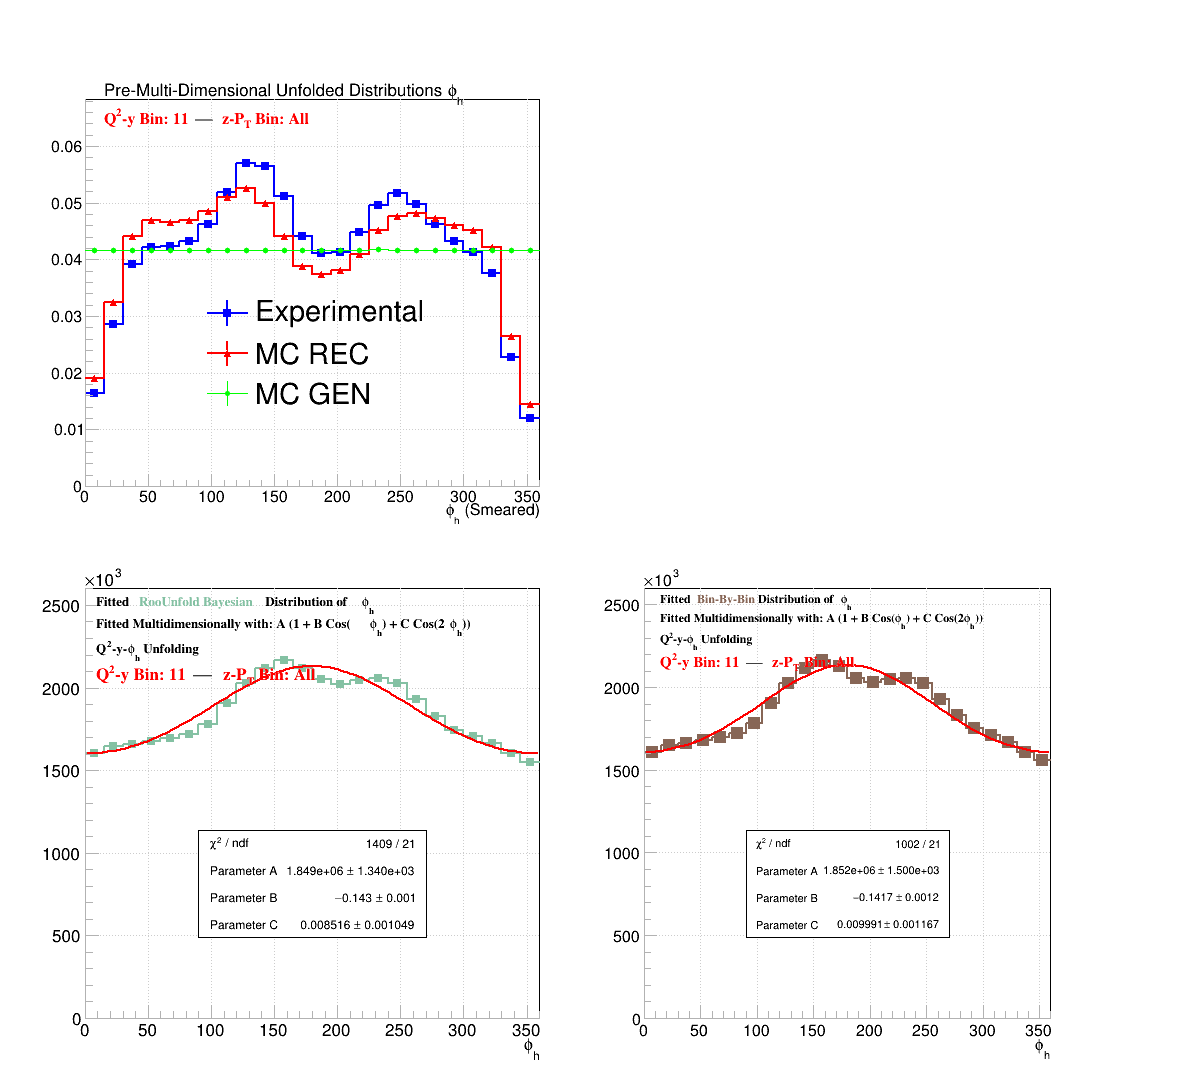 Pre-Multi-Dimensional Unfolded Distributions ϕh
Q²-y Bin: 11 — z-PT Bin: All
0.06
0.05
0.04
0.03
0.02
0.01
0
Experimental
MC REC
MC GEN
0 50 100 150 200 250 300 350
ϕh (Smeared)
×10³
Fitted RooUnfold Bayesian Distribution of ϕh
Fitted Multidimensionally with: A (1 + B Cos( ϕh) + C Cos(2 ϕh))
Q²-y-ϕh Unfolding
Q²-y Bin: 11 — z-PT Bin: All
2500
2000
1500
1000
500
0
χ² / ndf 1409 / 21
Parameter A 1.849e+06 ± 1.340e+03
Parameter B −0.143 ± 0.001
Parameter C 0.008516 ± 0.001049
0 50 100 150 200 250 300 350
ϕh
×10³
Fitted Bin-By-Bin Distribution of ϕh
Fitted Multidimensionally with: A (1 + B Cos(ϕh) + C Cos(2ϕh))
Q²-y-ϕh Unfolding
Q²-y Bin: 11 — z-PT Bin: All
2500
2000
1500
1000
500
0
χ² / ndf 1002 / 21
Parameter A 1.852e+06 ± 1.500e+03
Parameter B −0.1417 ± 0.0012
Parameter C 0.009991 ± 0.001167
0 50 100 150 200 250 300 350
ϕh